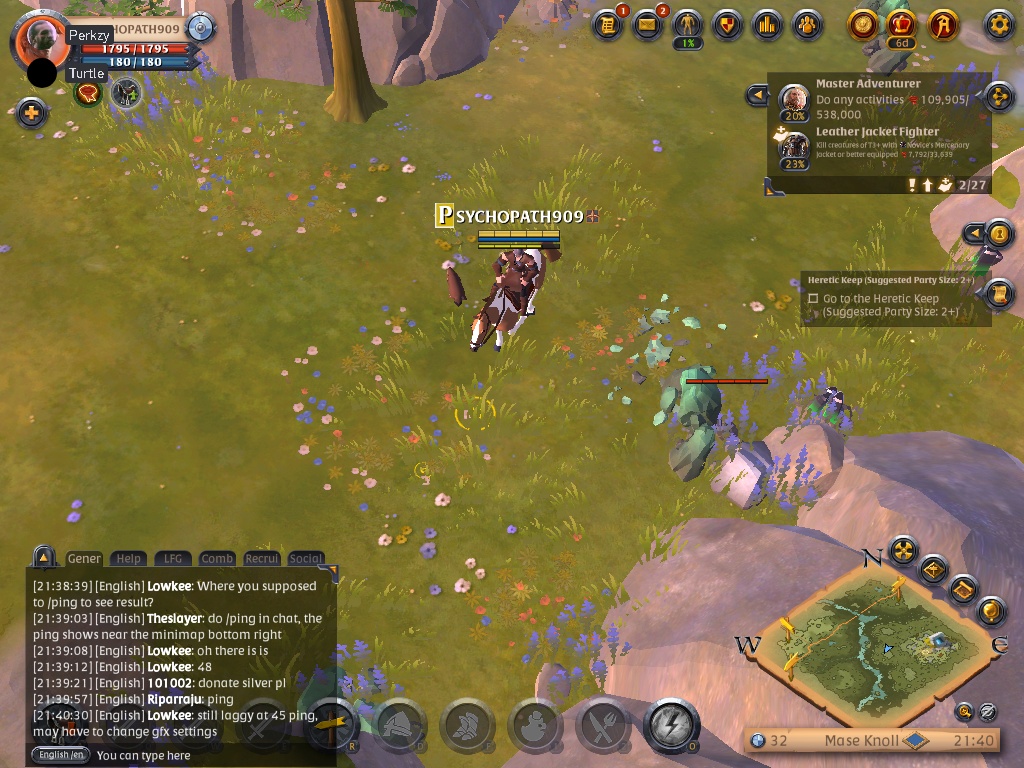 HOPATH909
Perkzy
1795 / 1795
180 / 180
Turtle
1
2
1%
6d
Master Adventurer
Do any activities 109,905/
538,000
20%
Leather Jacket Fighter
Kill creatures of T3+ with Novice's Mercenary
Jacket or better equipped 7,792/33,639
23%
2/27
PSYCHOPATH909
Heretic Keep (Suggested Party Size: 2+)
Go to the Heretic Keep
(Suggested Party Size: 2+)
Gener Help LFG Comb Recrui Social
[21:38:39] [English] Lowkee: Where you supposed
to /ping to see result?
[21:39:03] [English] Theslayer: do /ping in chat, the
ping shows near the minimap bottom right
[21:39:08] [English] Lowkee: oh there is is
[21:39:12] [English] Lowkee: 48
[21:39:21] [English] 101002: donate silver pl
[21:39:57] [English] Riparraju: ping
[21:40:30] [English] Lowkee: still laggy at 45 ping,
may have to change gfx settings
English /en You can type here
R
D
F
O
N
W
E
32 Mase Knoll 21:40